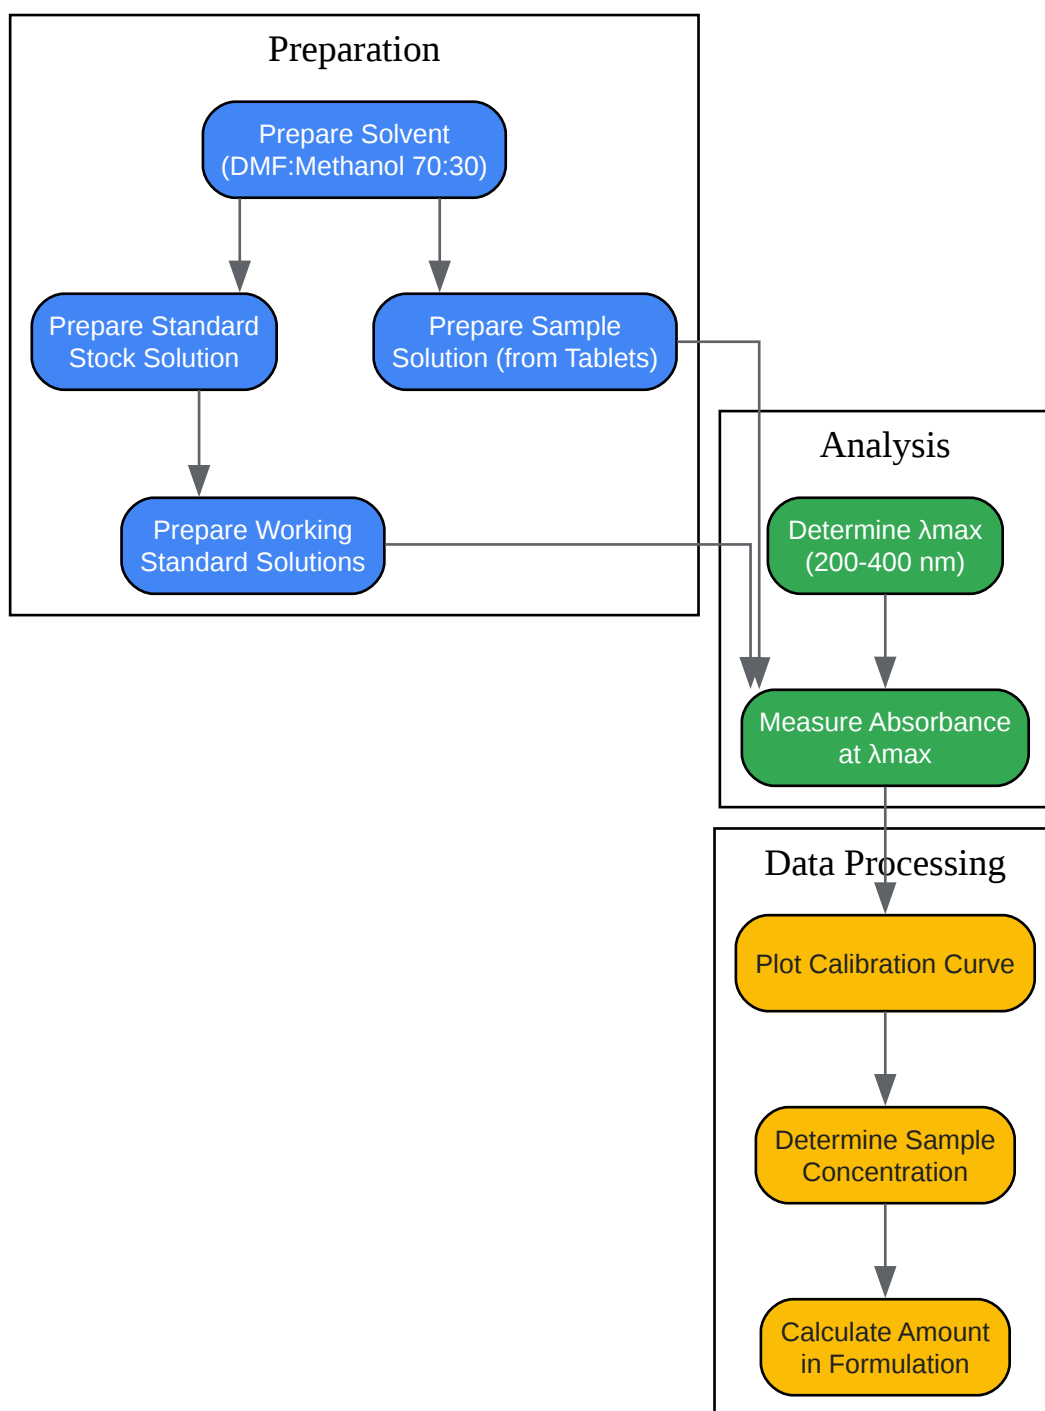 Preparation
Prepare Solvent
(DMF:Methanol 70:30)
Prepare Standard
Stock Solution
Prepare Sample
Solution (from Tablets)
Prepare Working
Standard Solutions
Analysis
Determine λmax
(200-400 nm)
Measure Absorbance
at λmax
Data Processing
Plot Calibration Curve
Determine Sample
Concentration
Calculate Amount
in Formulation